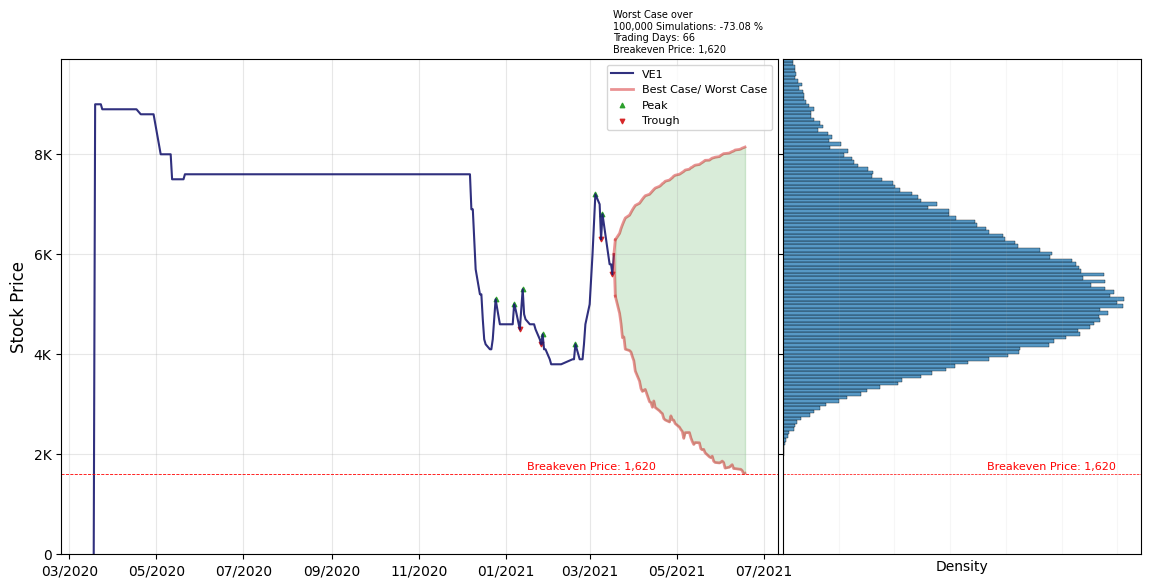 Worst Case over
100,000 Simulations: -73.08 %
Trading Days: 66
Breakeven Price: 1,620
VE1
Best Case/ Worst Case
Peak
Trough
Stock Price
8K
6K
4K
2K
0
Breakeven Price: 1,620
Breakeven Price: 1,620
03/2020
05/2020
07/2020
09/2020
11/2020
01/2021
03/2021
05/2021
07/2021
Density